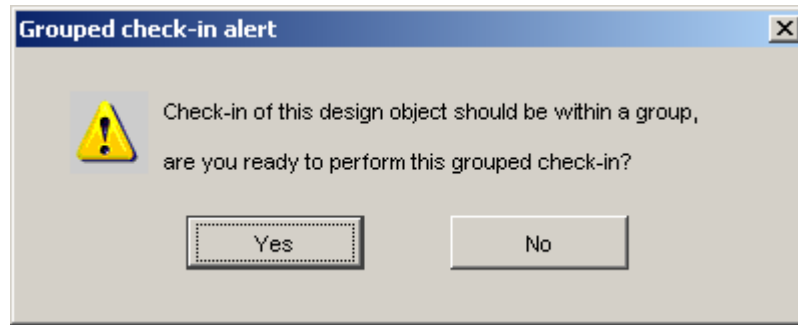 Grouped check-in alert
Check-in of this design object should be within a group,
are you ready to perform this grouped check-in?
Yes
No